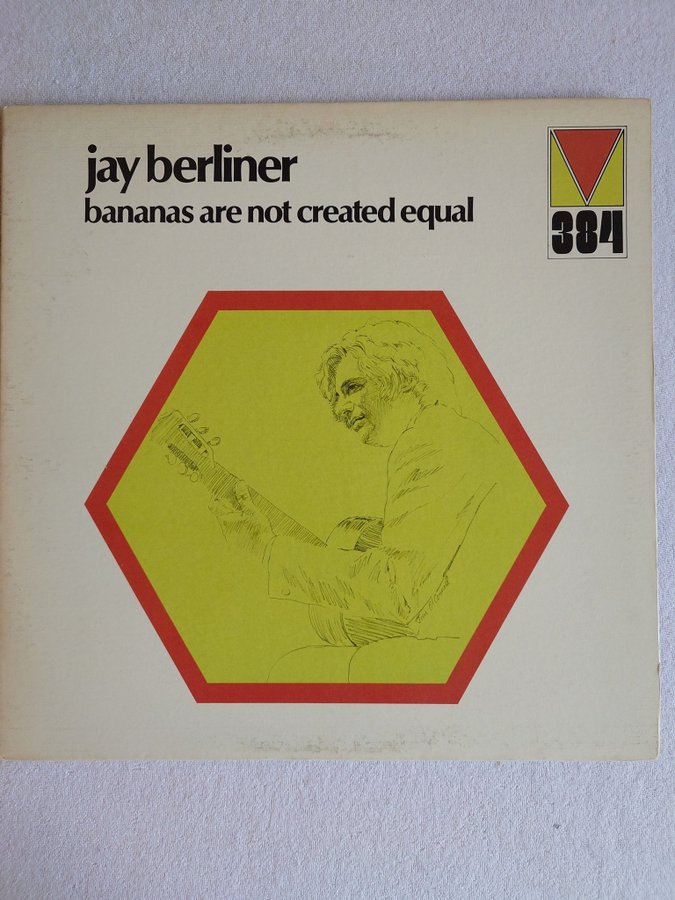 jay berliner
bananas are not created equal
384